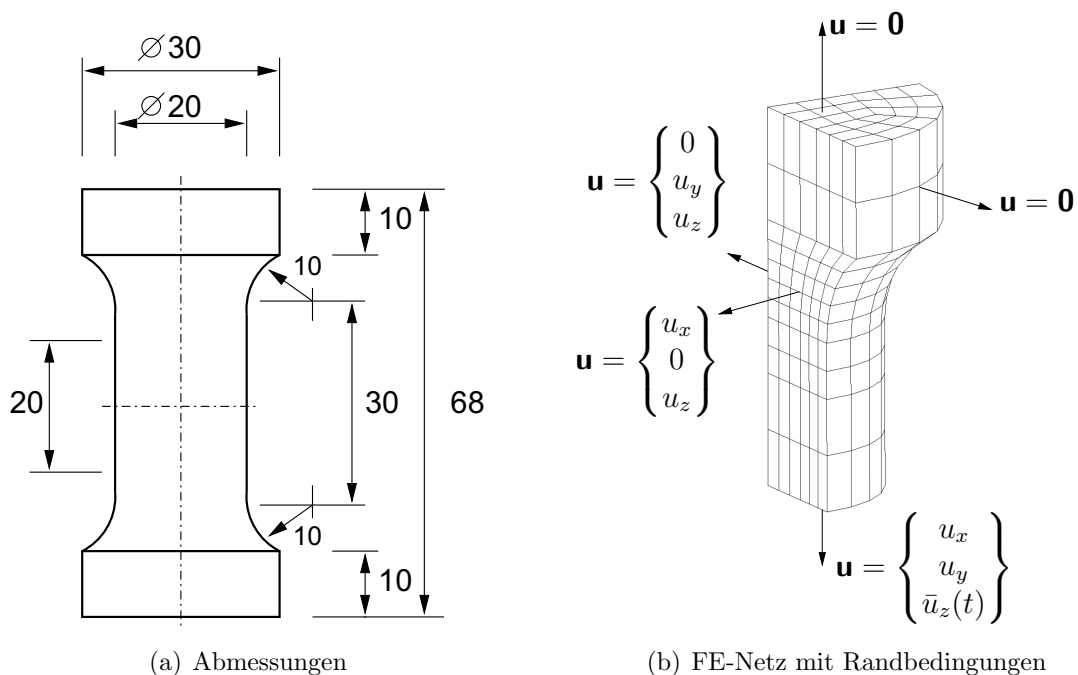 ∅30
∅20
10
10
20
30
68
10
10
(a) Abmessungen
u = 0
u = {0 u_y u_z}
u = 0
u = {u_x 0 u_z}
u = {u_x u_y ū_z(t)}
(b) FE-Netz mit Randbedingungen